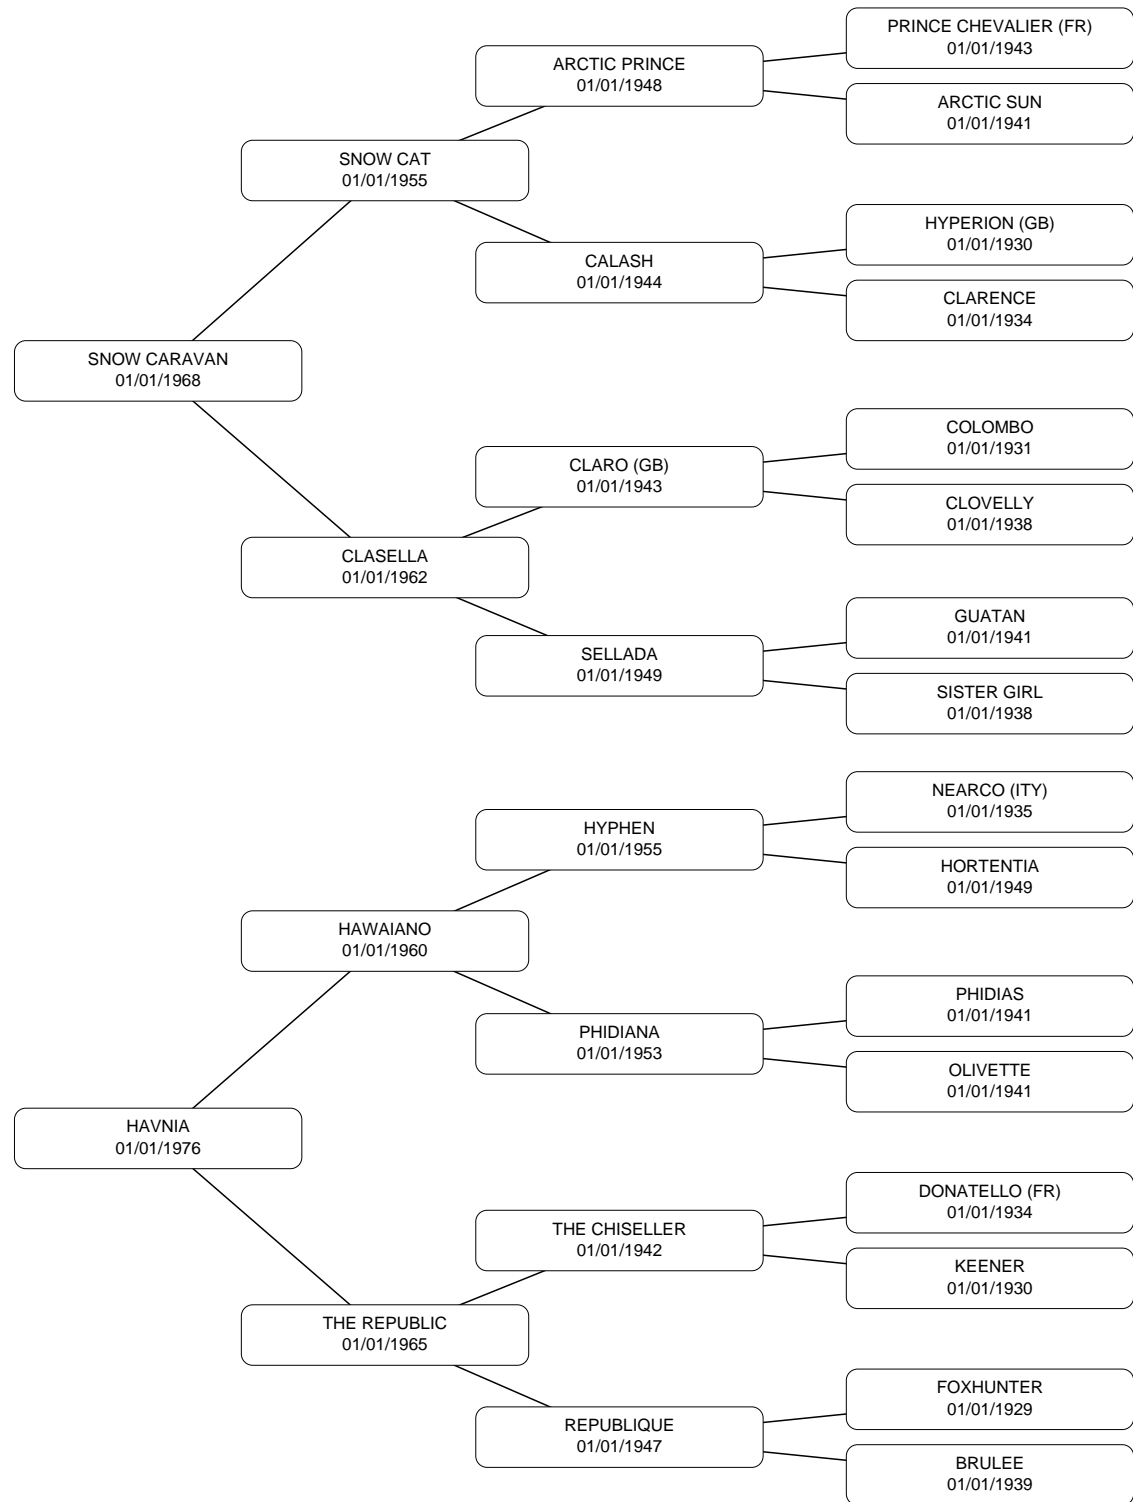 PRINCE CHEVALIER (FR)
01/01/1943
ARCTIC PRINCE
01/01/1948
ARCTIC SUN
01/01/1941
SNOW CAT
01/01/1955
HYPERION (GB)
01/01/1930
CALASH
01/01/1944
CLARENCE
01/01/1934
SNOW CARAVAN
01/01/1968
COLOMBO
01/01/1931
CLARO (GB)
01/01/1943
CLOVELLY
01/01/1938
CLASELLA
01/01/1962
GUATAN
01/01/1941
SELLADA
01/01/1949
SISTER GIRL
01/01/1938
NEARCO (ITY)
01/01/1935
HYPHEN
01/01/1955
HORTENTIA
01/01/1949
HAWAIANO
01/01/1960
PHIDIAS
01/01/1941
PHIDIANA
01/01/1953
OLIVETTE
01/01/1941
HAVNIA
01/01/1976
DONATELLO (FR)
01/01/1934
THE CHISELLER
01/01/1942
KEENER
01/01/1930
THE REPUBLIC
01/01/1965
FOXHUNTER
01/01/1929
REPUBLIQUE
01/01/1947
BRULEE
01/01/1939